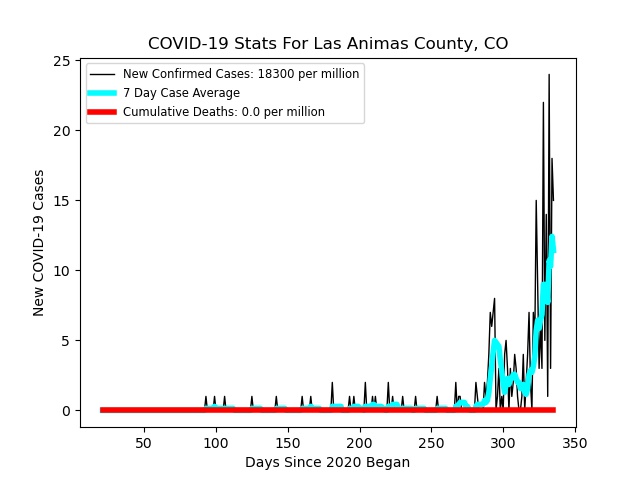 COVID-19 Stats For Las Animas County, CO
New Confirmed Cases: 18300 per million
7 Day Case Average
Cumulative Deaths: 0.0 per million
New COVID-19 Cases
25
20
15
10
5
0
50
100
150
200
250
300
350
Days Since 2020 Began